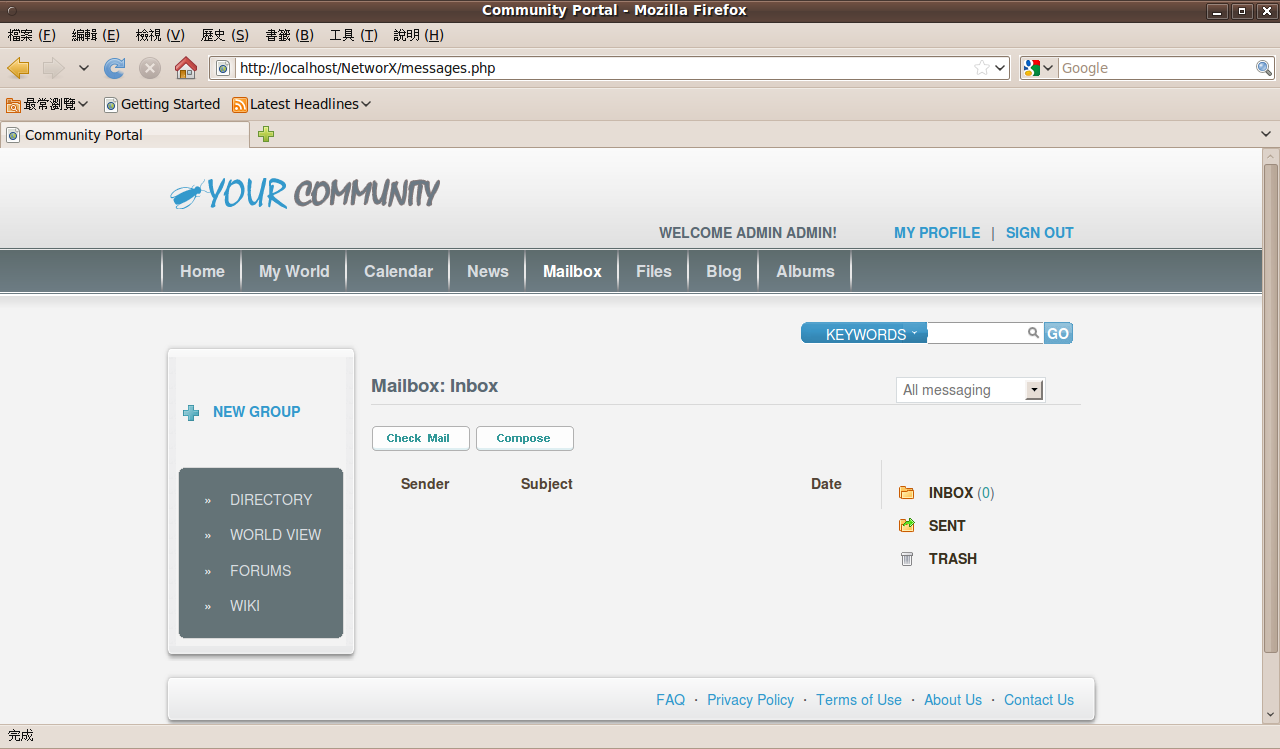 Community Portal - Mozilla Firefox
檔案 (F) 編輯 (E) 檢視 (V) 歷史 (S) 書籤 (B) 工具 (T) 說明 (H)
http://localhost/NetworX/messages.php Google
最常瀏覽 Getting Started Latest Headlines
Community Portal
YOUR COMMUNITY
WELCOME ADMIN ADMIN! MY PROFILE | SIGN OUT
Home My World Calendar News Mailbox Files Blog Albums
KEYWORDS GO
Mailbox: Inbox All messaging
NEW GROUP
Check Mail Compose
Sender Subject Date
INBOX (0)
» DIRECTORY
SENT
» WORLD VIEW
TRASH
» FORUMS
» WIKI
FAQ · Privacy Policy · Terms of Use · About Us · Contact Us
完成